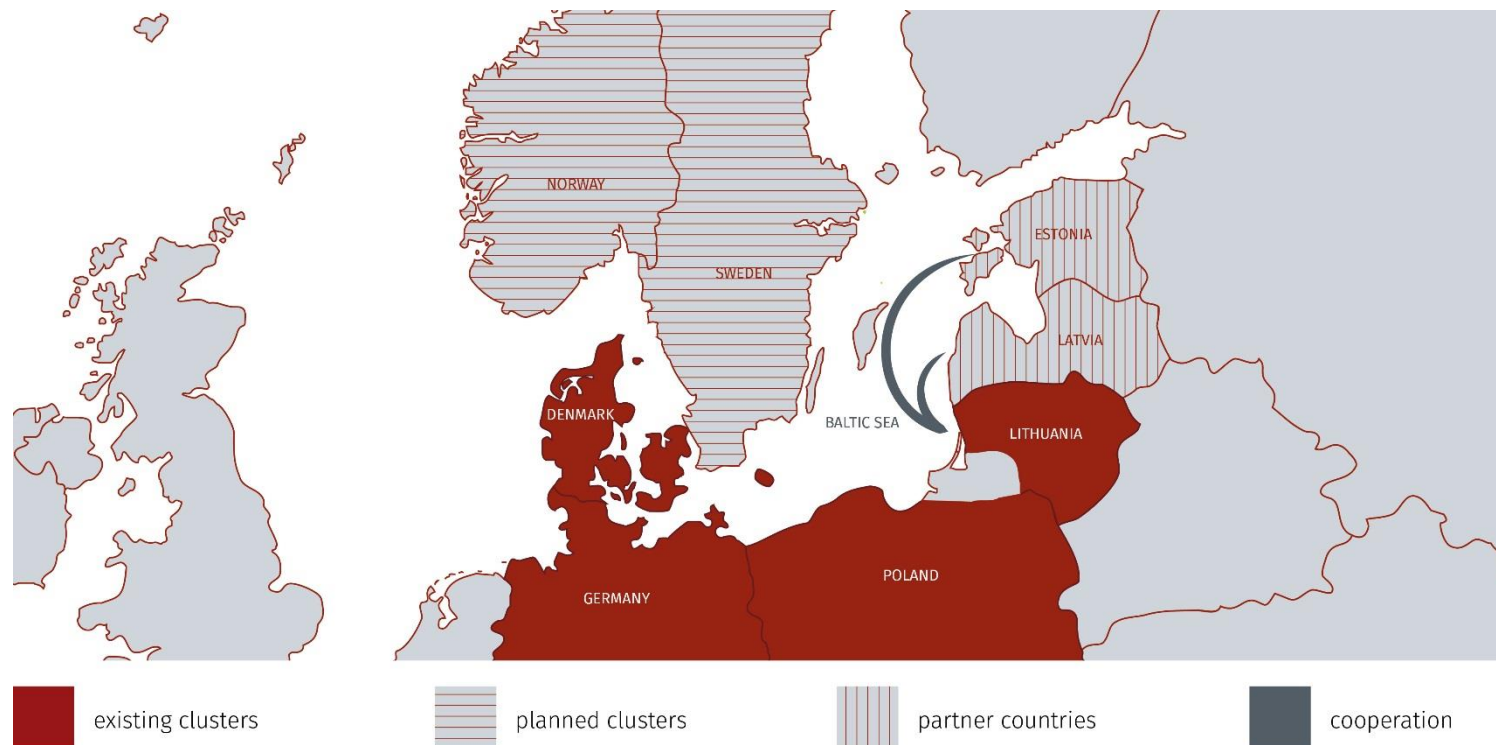 NORWAY
SWEDEN
ESTONIA
LATVIA
DENMARK
BALTIC SEA
LITHUANIA
GERMANY
POLAND
existing clusters
planned clusters
partner countries
cooperation